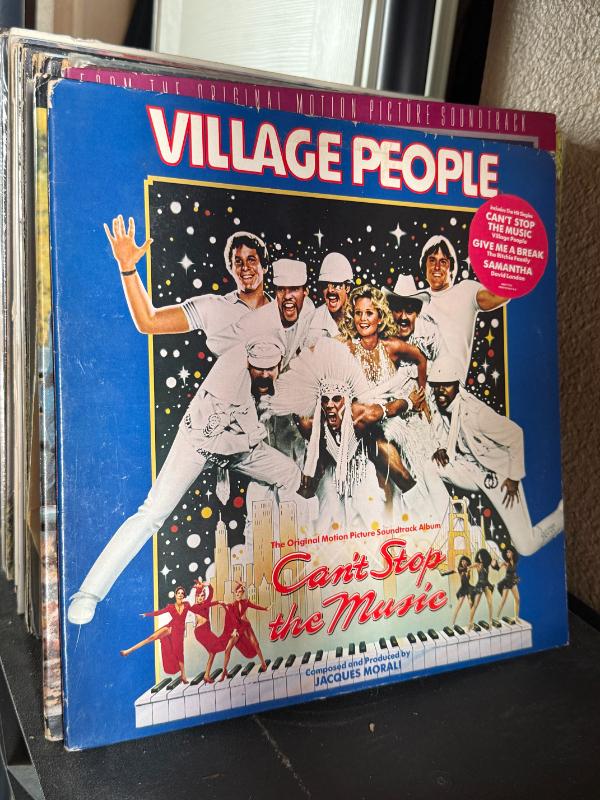 FROM THE ORIGINAL MOTION PICTURE SOUNDTRACK
VILLAGE PEOPLE
Includes the Hit Singles
CAN'T STOP
THE MUSIC
Village People
GIVE ME A BREAK
The Ritchie Family
SAMANTHA
David London
The Original Motion Picture Soundtrack Album
Can't Stop
the Music
Composed and Produced by
JACQUES MORALI